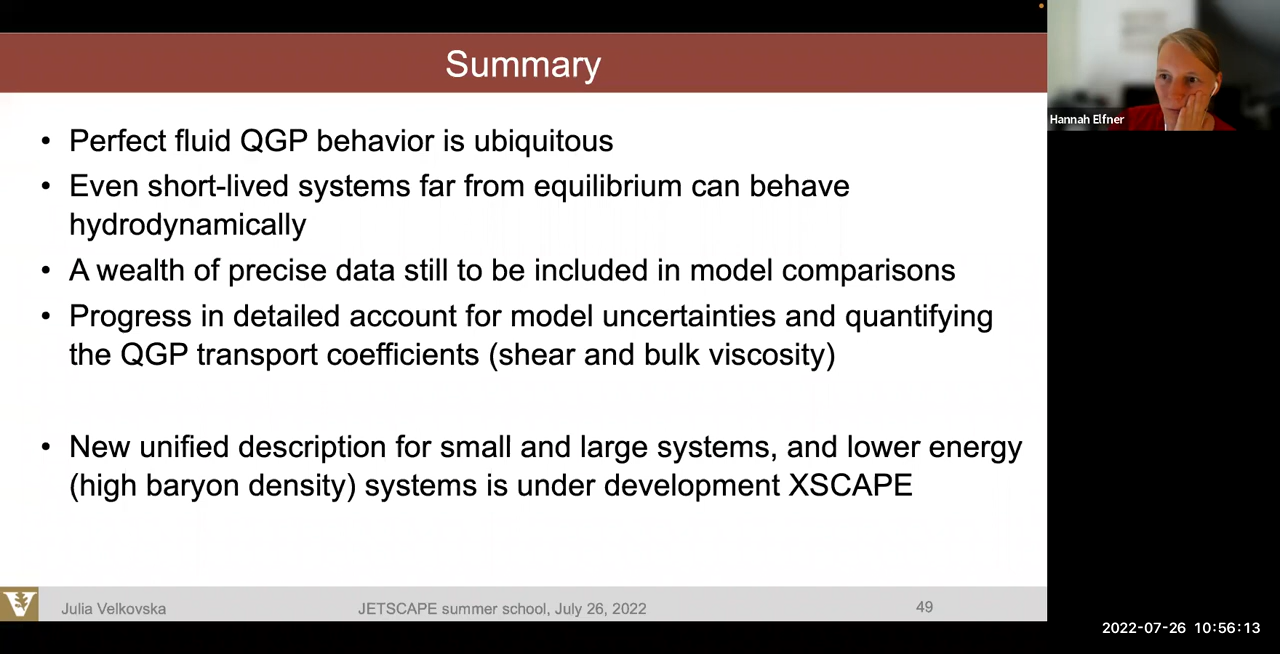 Summary
Hannah Elfner
• Perfect fluid QGP behavior is ubiquitous
• Even short-lived systems far from equilibrium can behave
hydrodynamically
• A wealth of precise data still to be included in model comparisons
• Progress in detailed account for model uncertainties and quantifying
the QGP transport coefficients (shear and bulk viscosity)
• New unified description for small and large systems, and lower energy
(high baryon density) systems is under development XSCAPE
V
Julia Velkovska
JETSCAPE summer school, July 26, 2022
49
2022-07-26 10:56:13